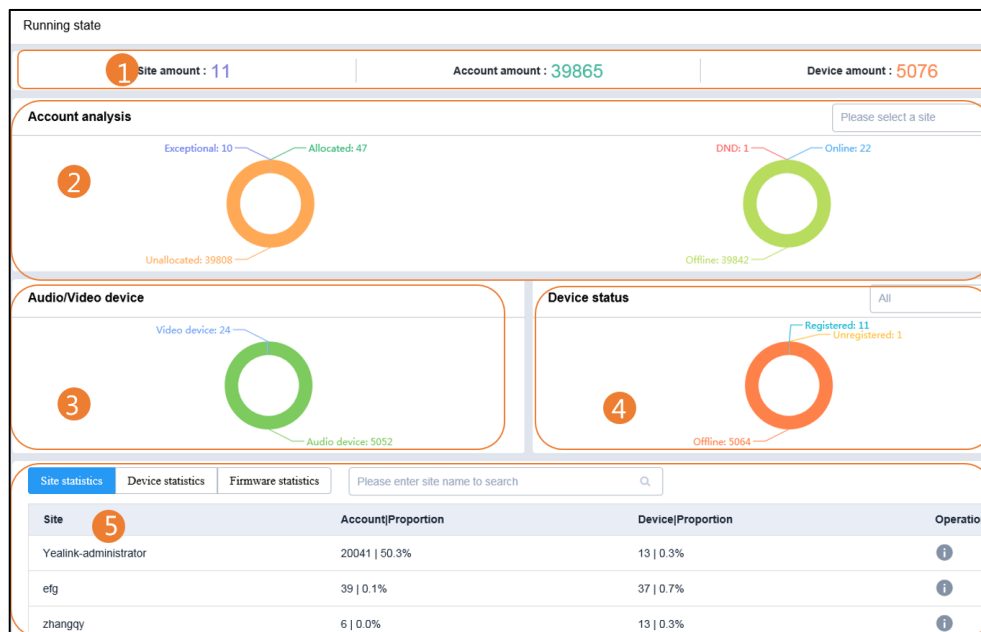 Running state
1 Site amount : 11 Account amount : 39865 Device amount : 5076
Account analysis Please select a site
Exceptional: 10 Allocated: 47 DND: 1 Online: 22
2
Unallocated: 39808 Offline: 39842
Audio/Video device Device status All
Video device: 24 Registered: 11
Unregistered: 1
3 4
Audio device: 5052 Offline: 5064
Site statistics Device statistics Firmware statistics Please enter site name to search
Site Account|Proportion Device|Proportion Operatio
5
Yealink-administrator 20041 | 50.3% 13 | 0.3%
efg 39 | 0.1% 37 | 0.7%
zhangqy 6 | 0.0% 13 | 0.3%